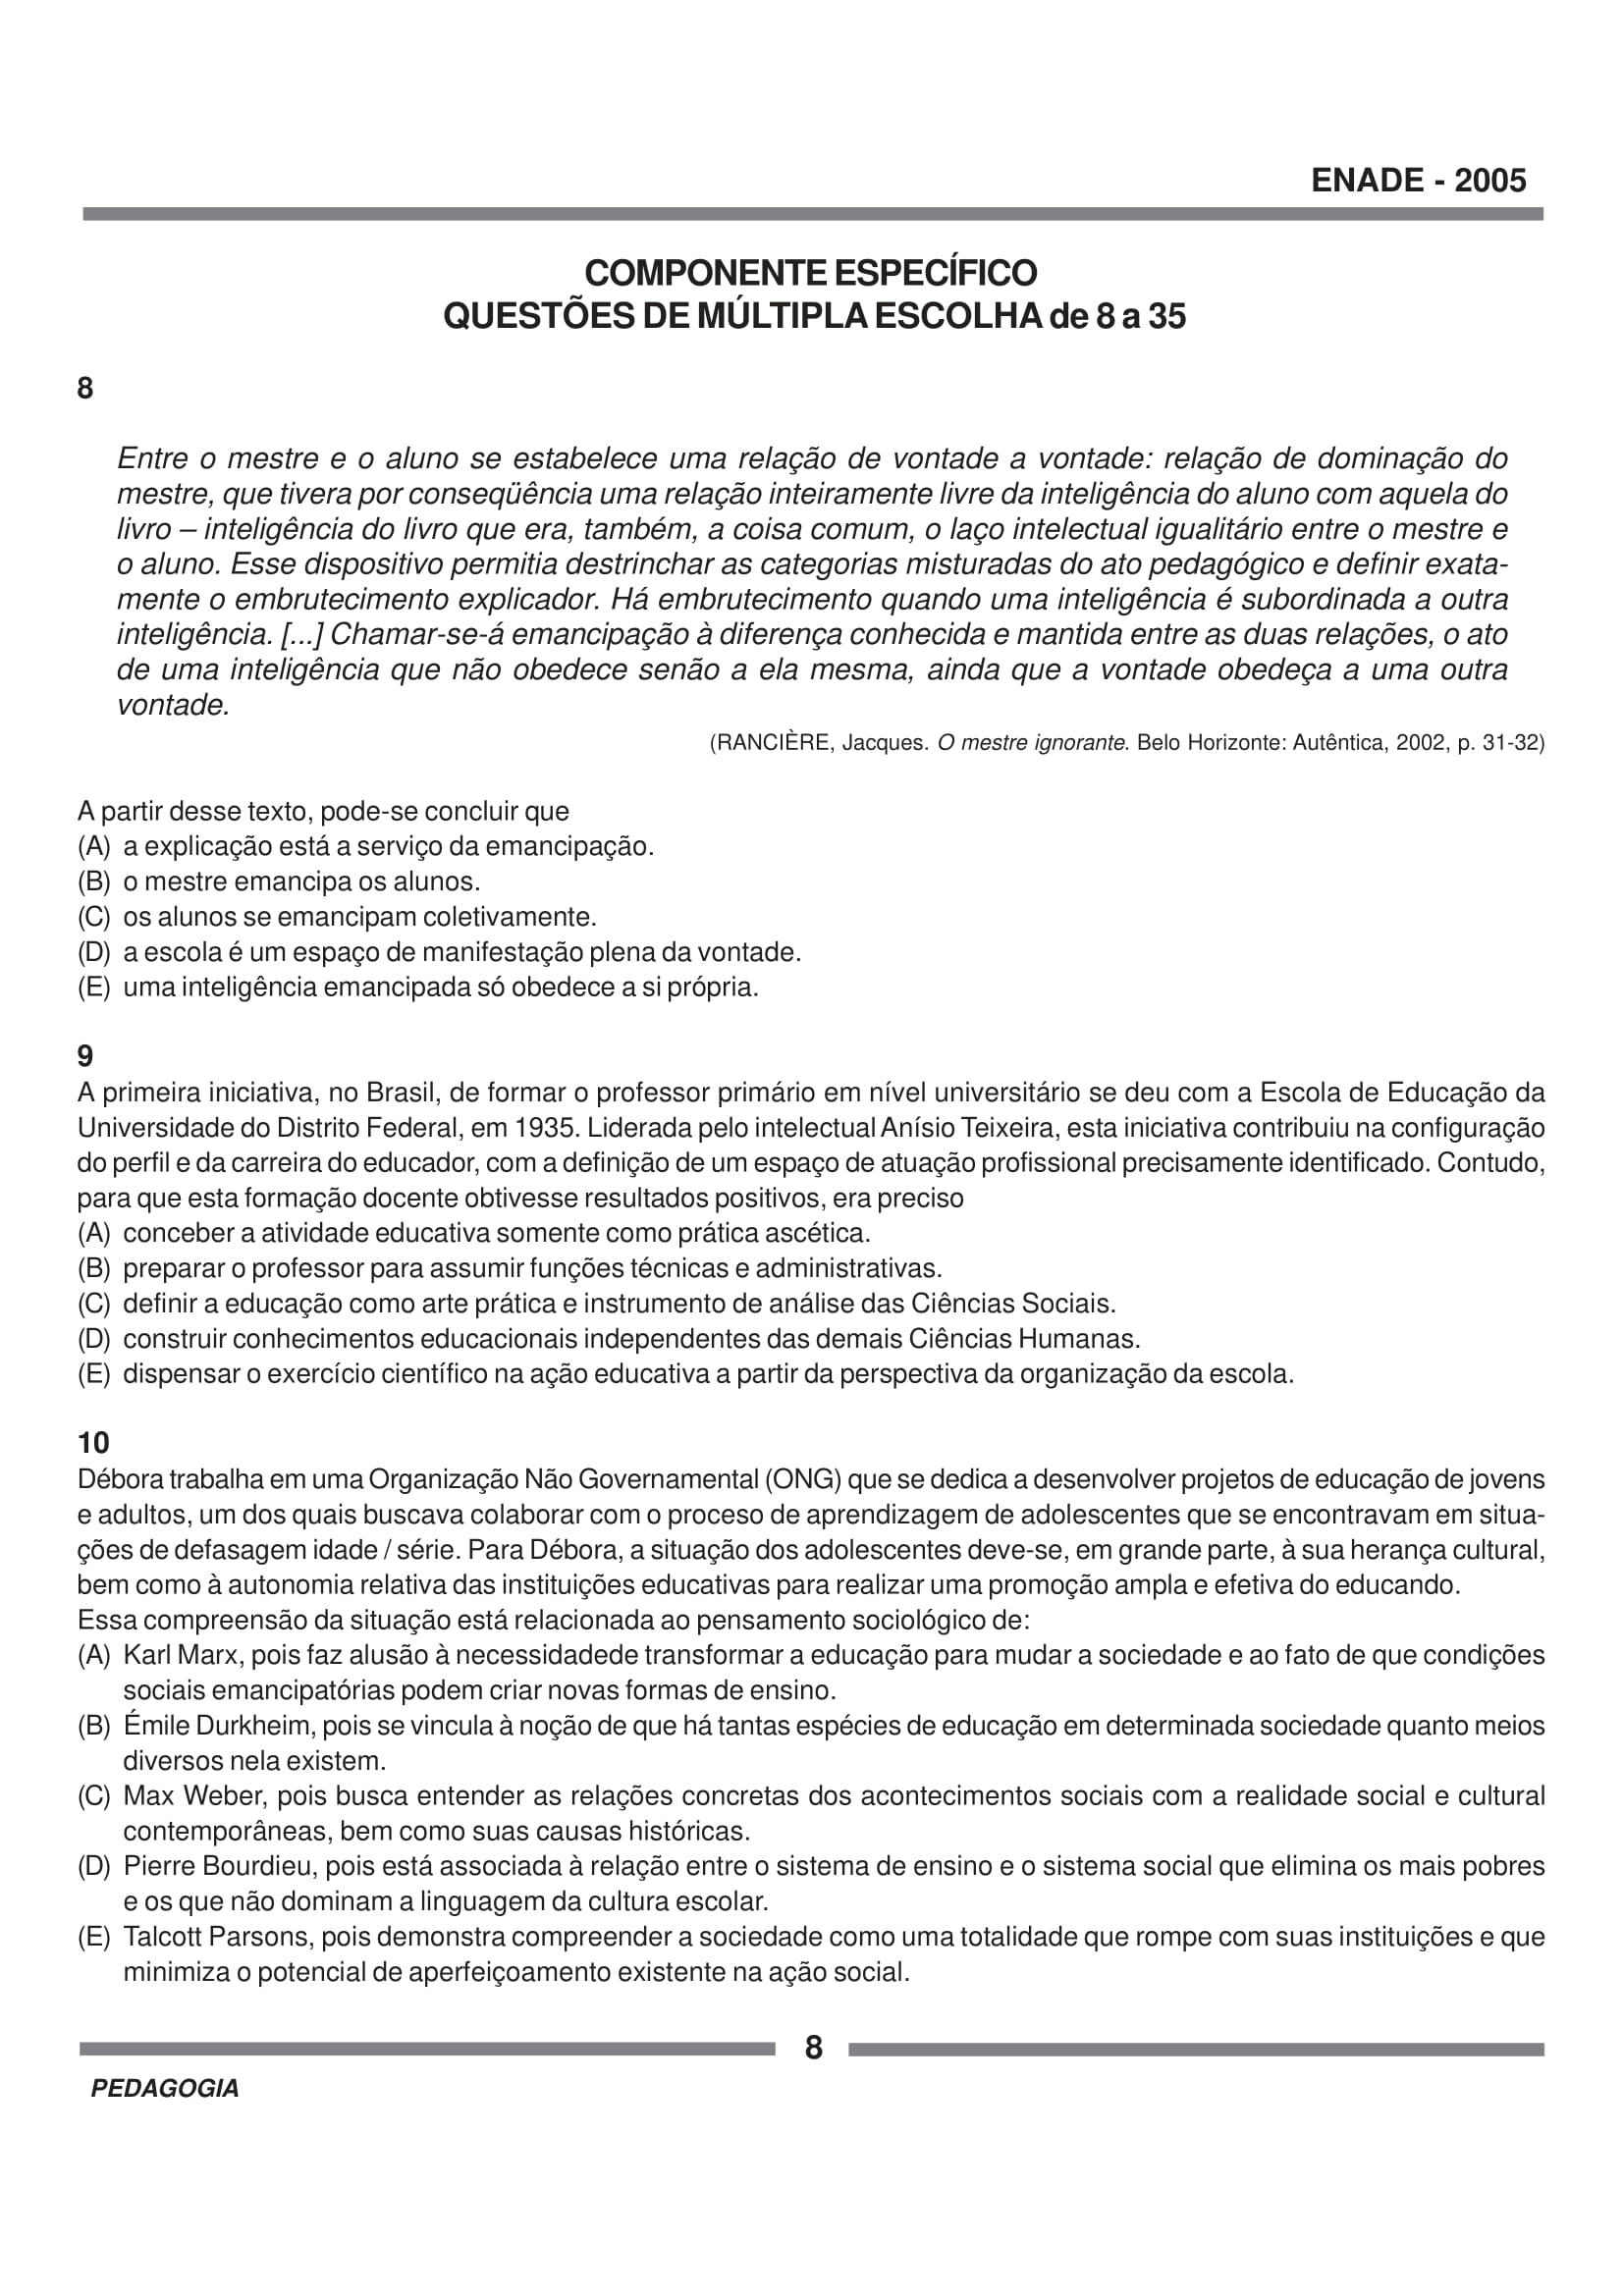 ENADE - 2005
COMPONENTE ESPECÍFICO
QUESTÕES DE MÚLTIPLA ESCOLHA de 8 a 35
8
Entre o mestre e o aluno se estabelece uma relação de vontade a vontade: relação de dominação do
mestre, que tivera por conseqüência uma relação inteiramente livre da inteligência do aluno com aquela do
livro – inteligência do livro que era, também, a coisa comum, o laço intelectual igualitário entre o mestre e
o aluno. Esse dispositivo permitia destrinchar as categorias misturadas do ato pedagógico e definir exata-
mente o embrutecimento explicador. Há embrutecimento quando uma inteligência é subordinada a outra
inteligência. [...] Chamar-se-á emancipação à diferença conhecida e mantida entre as duas relações, o ato
de uma inteligência que não obedece senão a ela mesma, ainda que a vontade obedeça a uma outra
vontade.
(RANCIÈRE, Jacques. O mestre ignorante. Belo Horizonte: Autêntica, 2002, p. 31-32)
A partir desse texto, pode-se concluir que
(A) a explicação está a serviço da emancipação.
(B) o mestre emancipa os alunos.
(C) os alunos se emancipam coletivamente.
(D) a escola é um espaço de manifestação plena da vontade.
(E) uma inteligência emancipada só obedece a si própria.
9
A primeira iniciativa, no Brasil, de formar o professor primário em nível universitário se deu com a Escola de Educação da
Universidade do Distrito Federal, em 1935. Liderada pelo intelectual Anísio Teixeira, esta iniciativa contribuiu na configuração
do perfil e da carreira do educador, com a definição de um espaço de atuação profissional precisamente identificado. Contudo,
para que esta formação docente obtivesse resultados positivos, era preciso
(A) conceber a atividade educativa somente como prática ascética.
(B) preparar o professor para assumir funções técnicas e administrativas.
(C) definir a educação como arte prática e instrumento de análise das Ciências Sociais.
(D) construir conhecimentos educacionais independentes das demais Ciências Humanas.
(E) dispensar o exercício científico na ação educativa a partir da perspectiva da organização da escola.
10
Débora trabalha em uma Organização Não Governamental (ONG) que se dedica a desenvolver projetos de educação de jovens
e adultos, um dos quais buscava colaborar com o processo de aprendizagem de adolescentes que se encontravam em situa-
ções de defasagem idade / série. Para Débora, a situação dos adolescentes deve-se, em grande parte, à sua herança cultural,
bem como à autonomia relativa das instituições educativas para realizar uma promoção ampla e efetiva do educando.
Essa compreensão da situação está relacionada ao pensamento sociológico de:
(A) Karl Marx, pois faz alusão à necessidadede transformar a educação para mudar a sociedade e ao fato de que condições
sociais emancipatórias podem criar novas formas de ensino.
(B) Émile Durkheim, pois se vincula à noção de que há tantas espécies de educação em determinada sociedade quanto meios
diversos nela existem.
(C) Max Weber, pois busca entender as relações concretas dos acontecimentos sociais com a realidade social e cultural
contemporâneas, bem como suas causas históricas.
(D) Pierre Bourdieu, pois está associada à relação entre o sistema de ensino e o sistema social que elimina os mais pobres
e os que não dominam a linguagem da cultura escolar.
(E) Talcott Parsons, pois demonstra compreender a sociedade como uma totalidade que rompe com suas instituições e que
minimiza o potencial de aperfeiçoamento existente na ação social.
8
PEDAGOGIA